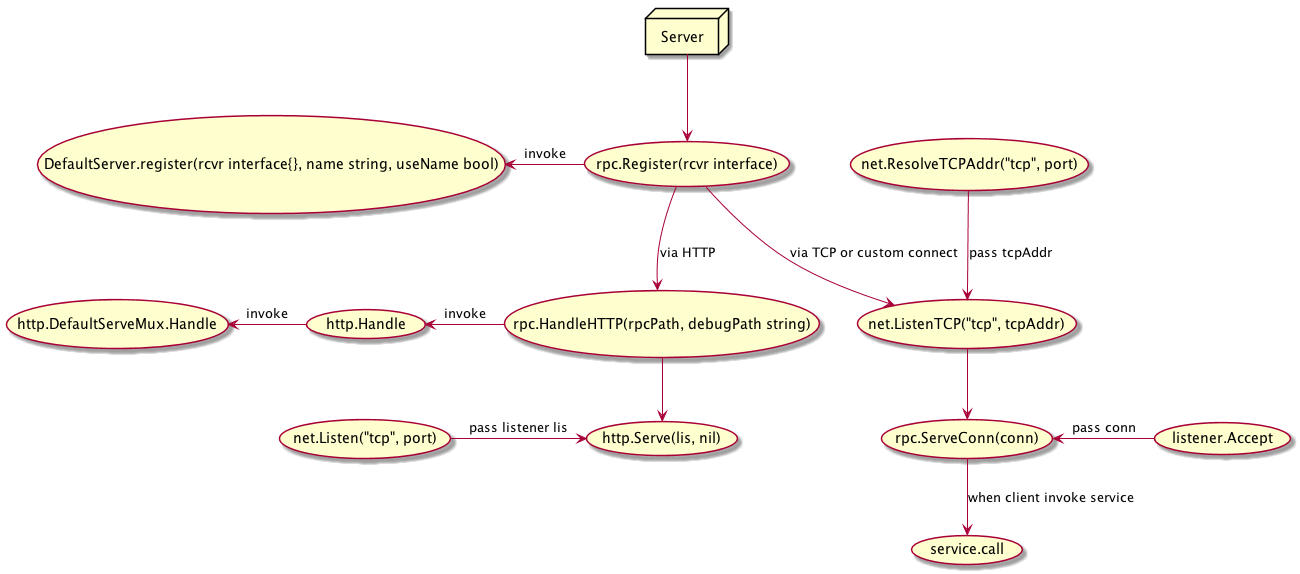 Server
DefaultServer.register(rcvr interface{}, name string, useName bool)
invoke
rpc.Register(rcvr interface)
net.ResolveTCPAddr("tcp", port)
via HTTP
via TCP or custom connect
pass tcpAddr
http.DefaultServeMux.Handle
invoke
http.Handle
invoke
rpc.HandleHTTP(rpcPath, debugPath string)
net.ListenTCP("tcp", tcpAddr)
net.Listen("tcp", port)
pass listener lis
http.Serve(lis, nil)
rpc.ServeConn(conn)
pass conn
listener.Accept
when client invoke service
service.call